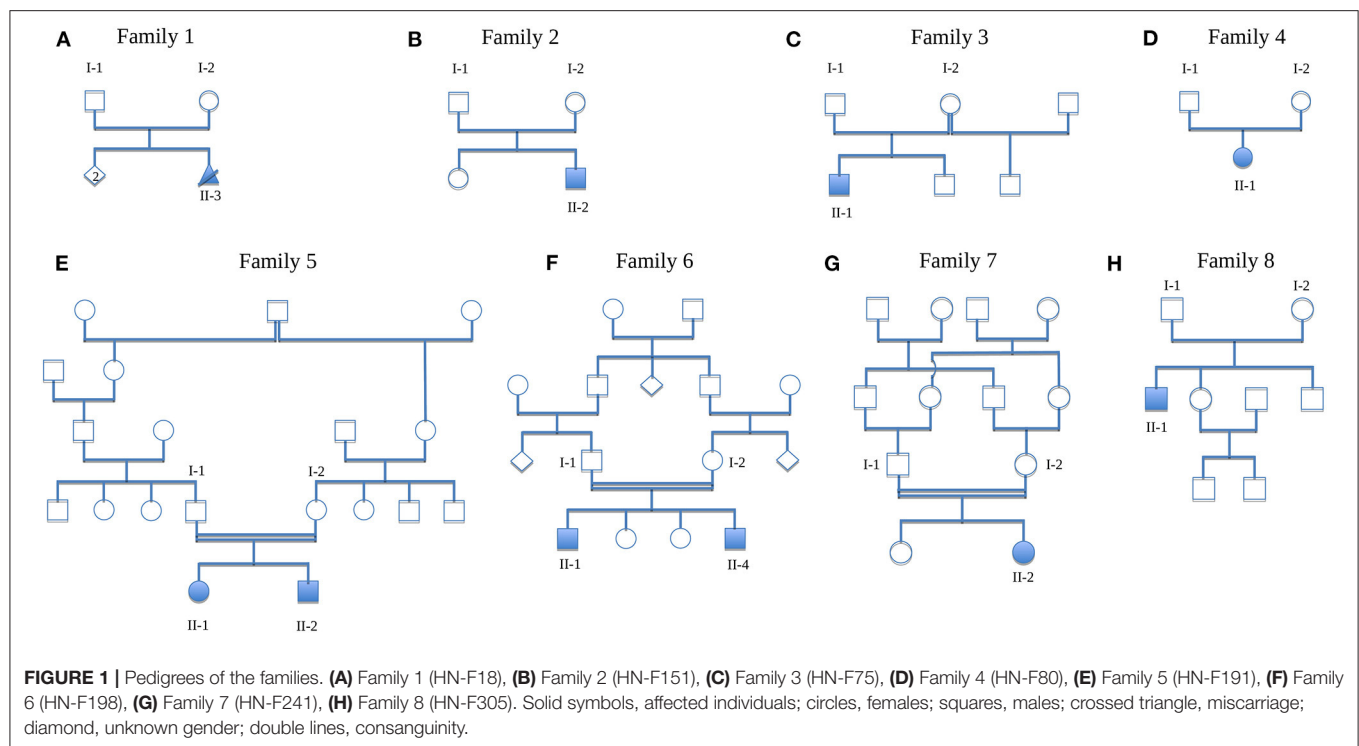 A Family 1
I-1 I-2
2
II-3
B Family 2
I-1 I-2
II-2
C Family 3
I-1 I-2
II-1
D Family 4
I-1 I-2
II-1
E Family 5
I-1 I-2
II-1 II-2
F Family 6
I-1 I-2
II-1 II-4
G Family 7
I-1 I-2
II-2
H Family 8
I-1 I-2
II-1
FIGURE 1 | Pedigrees of the families. (A) Family 1 (HN-F18), (B) Family 2 (HN-F151), (C) Family 3 (HN-F75), (D) Family 4 (HN-F80), (E) Family 5 (HN-F191), (F) Family
6 (HN-F198), (G) Family 7 (HN-F241), (H) Family 8 (HN-F305). Solid symbols, affected individuals; circles, females; squares, males; crossed triangle, miscarriage;
diamond, unknown gender; double lines, consanguinity.